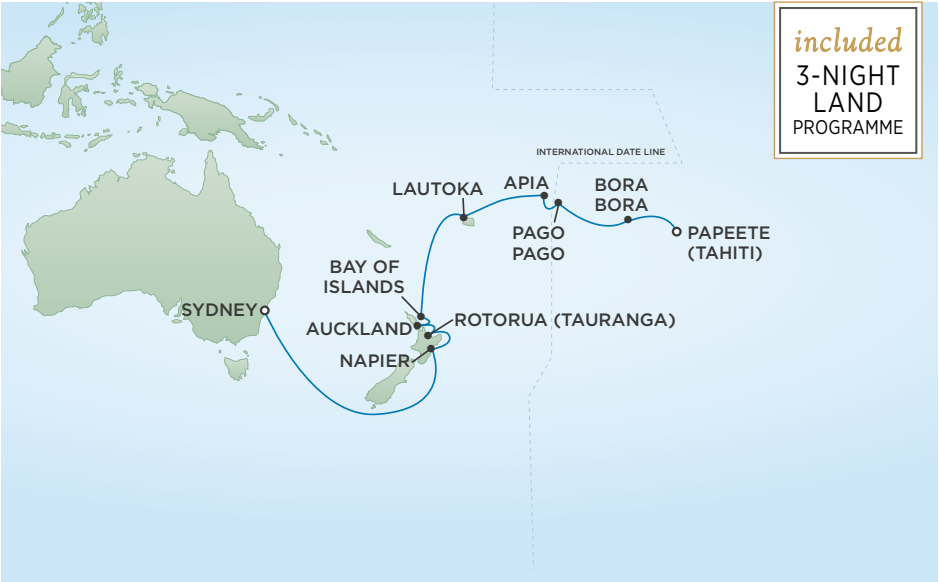 included
3-NIGHT
LAND
PROGRAMME
INTERNATIONAL DATE LINE
LAUTOKA
APIA
BORA
BORA
PAGO
PAGO
PAPEETE
(TAHITI)
BAY OF
ISLANDS
SYDNEY
AUCKLAND
ROTORUA (TAURANGA)
NAPIER